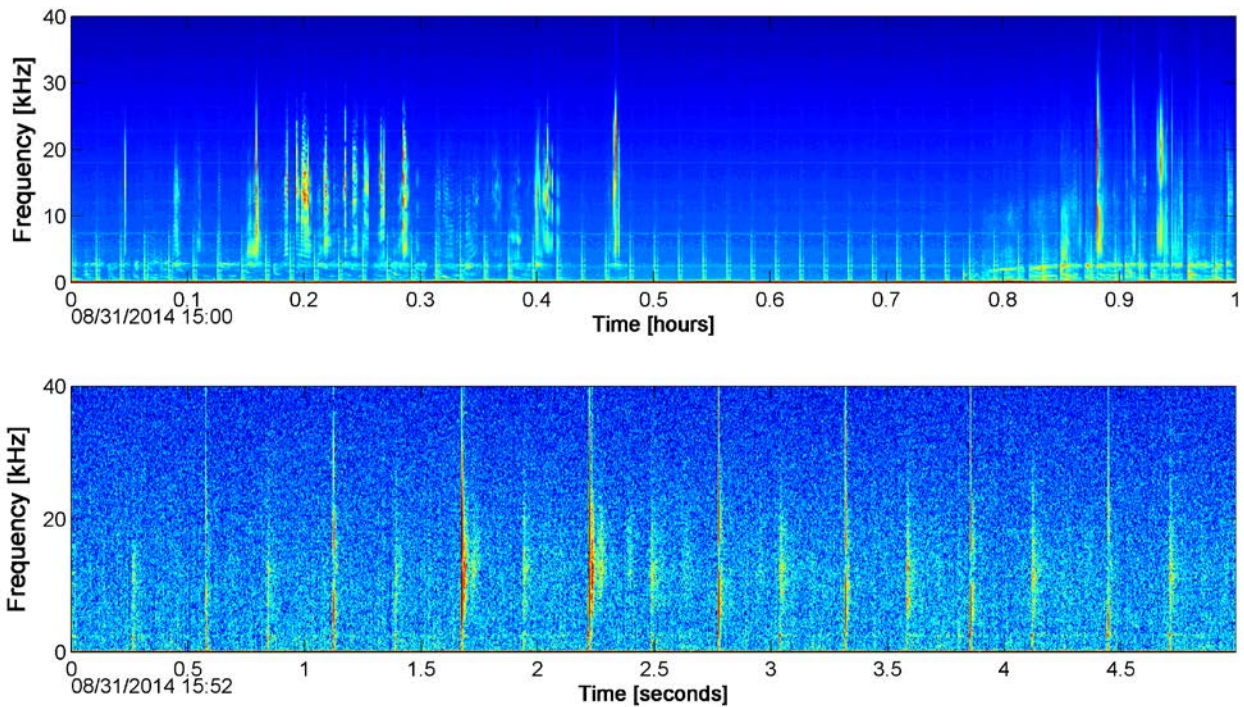 40
30
20
10
0
Frequency [kHz]
0 0.1 0.2 0.3 0.4 0.5 0.6 0.7 0.8 0.9 1
08/31/2014 15:00
Time [hours]
40
20
0
Frequency [kHz]
0 0.5 1 1.5 2 2.5 3 3.5 4 4.5
08/31/2014 15:52
Time [seconds]